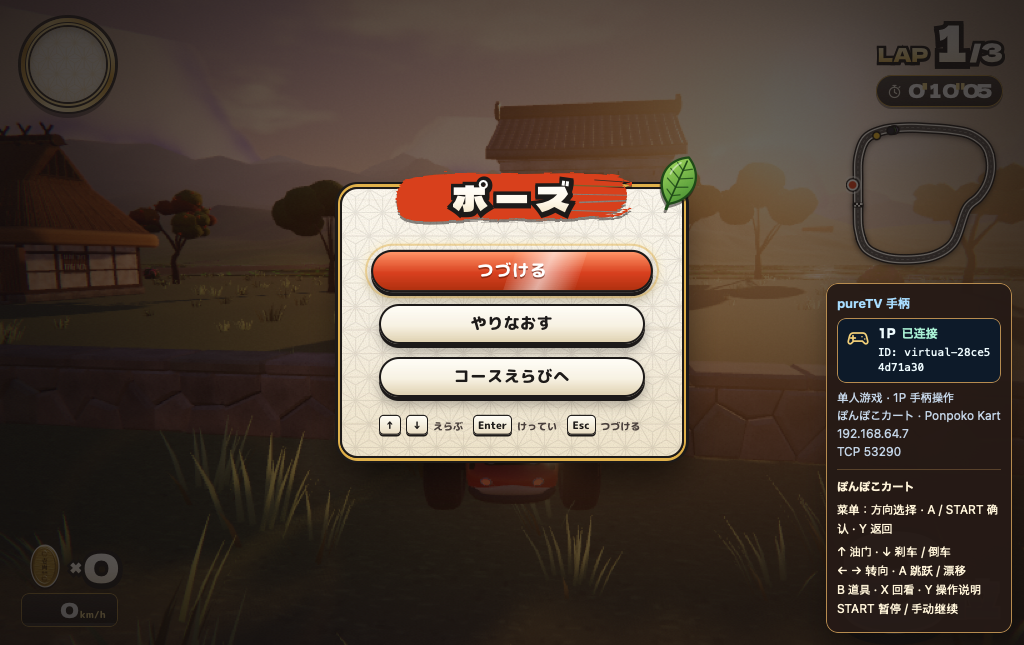 LAP 1/3
0'10"05
ポーズ
つづける
やりなおす
コースえらびへ
↑ ↓ えらぶ Enter けってい Esc つづける
×0
0 km/h
pureTV 手柄
1P 已连接
ID: virtual-28ce5
4d71a30
单人游戏 · 1P 手柄操作
ぽんぽこカート · Ponpoko Kart
192.168.64.7
TCP 53290
ぽんぽこカート
菜单：方向选择 · A / START 确
认 · Y 返回
↑ 油门 · ↓ 刹车 / 倒车
← → 转向 · A 跳跃 / 漂移
B 道具 · X 回看 · Y 操作说明
START 暂停 / 手动继续